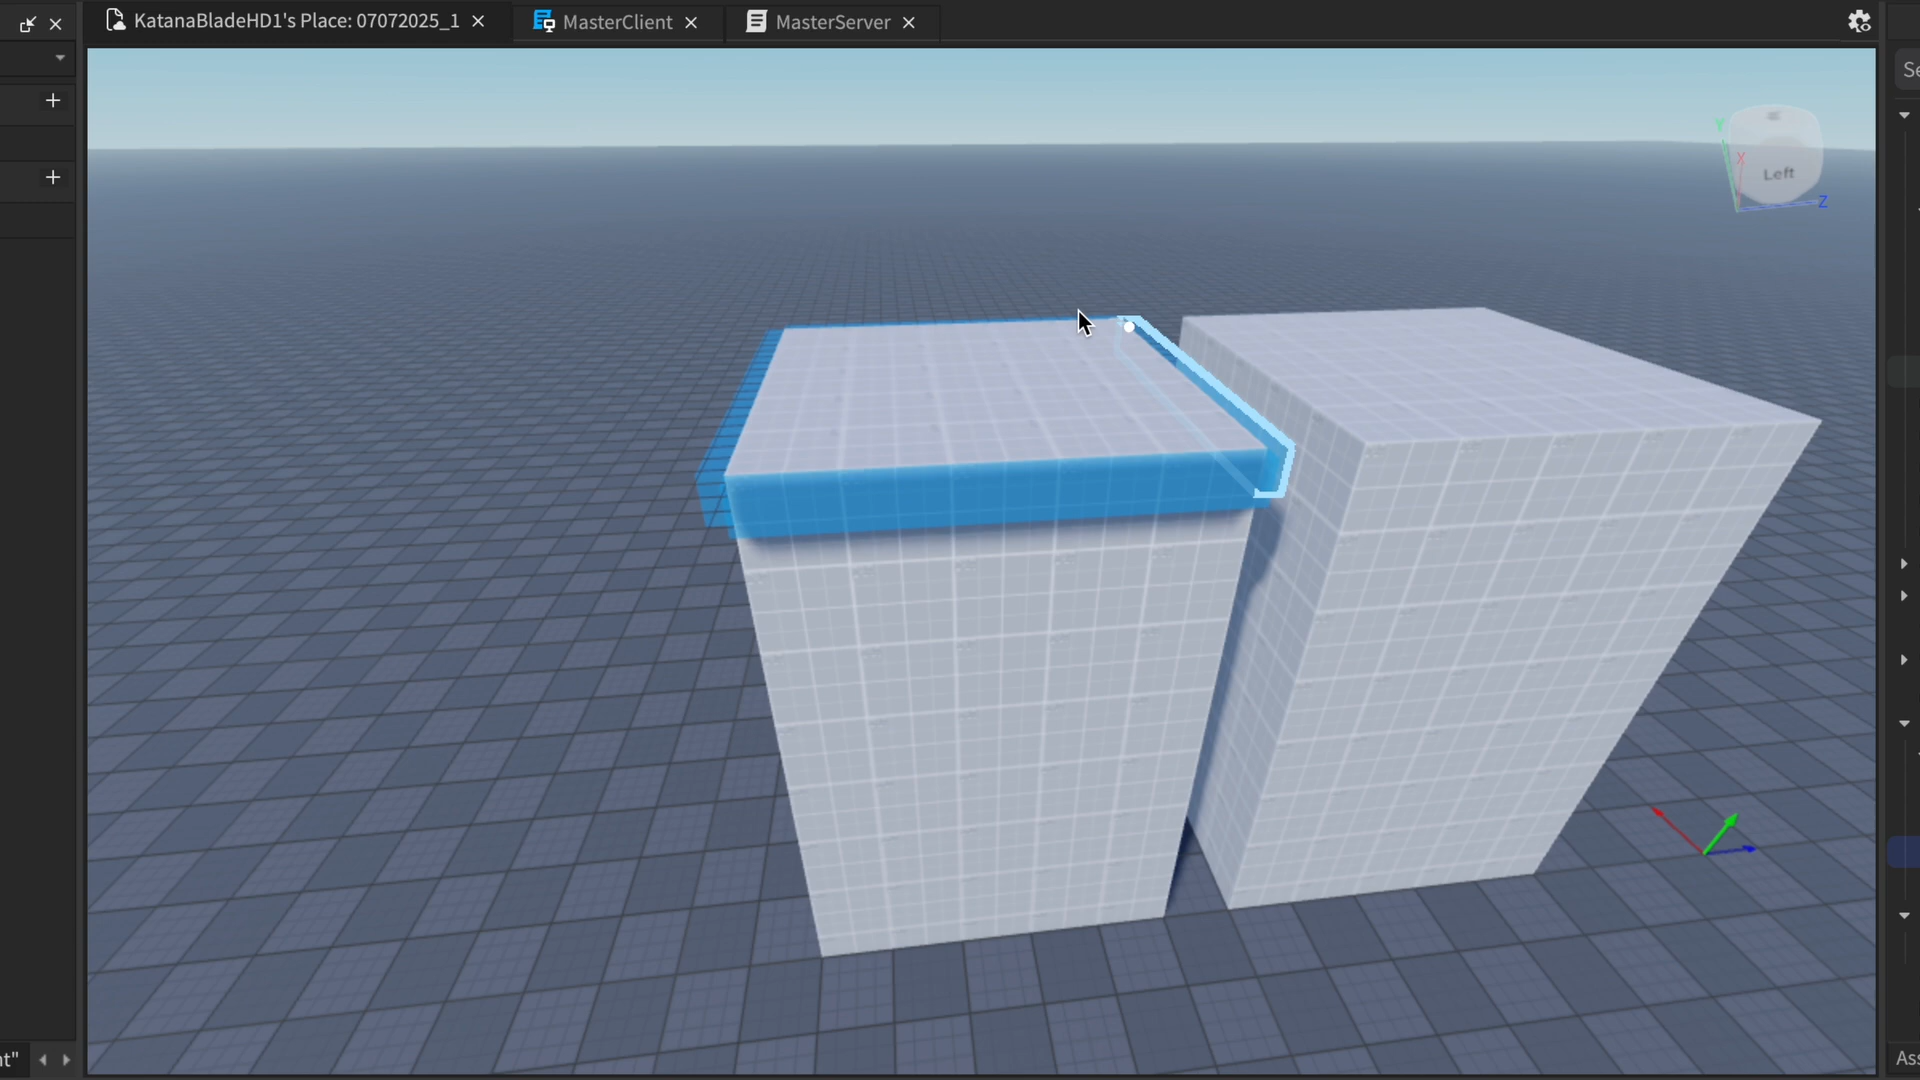 KatanaBladeHD1's Place: 07072025_1
MasterClient
MasterServer
Se
Y
X
Left
Z
nt"
Ass